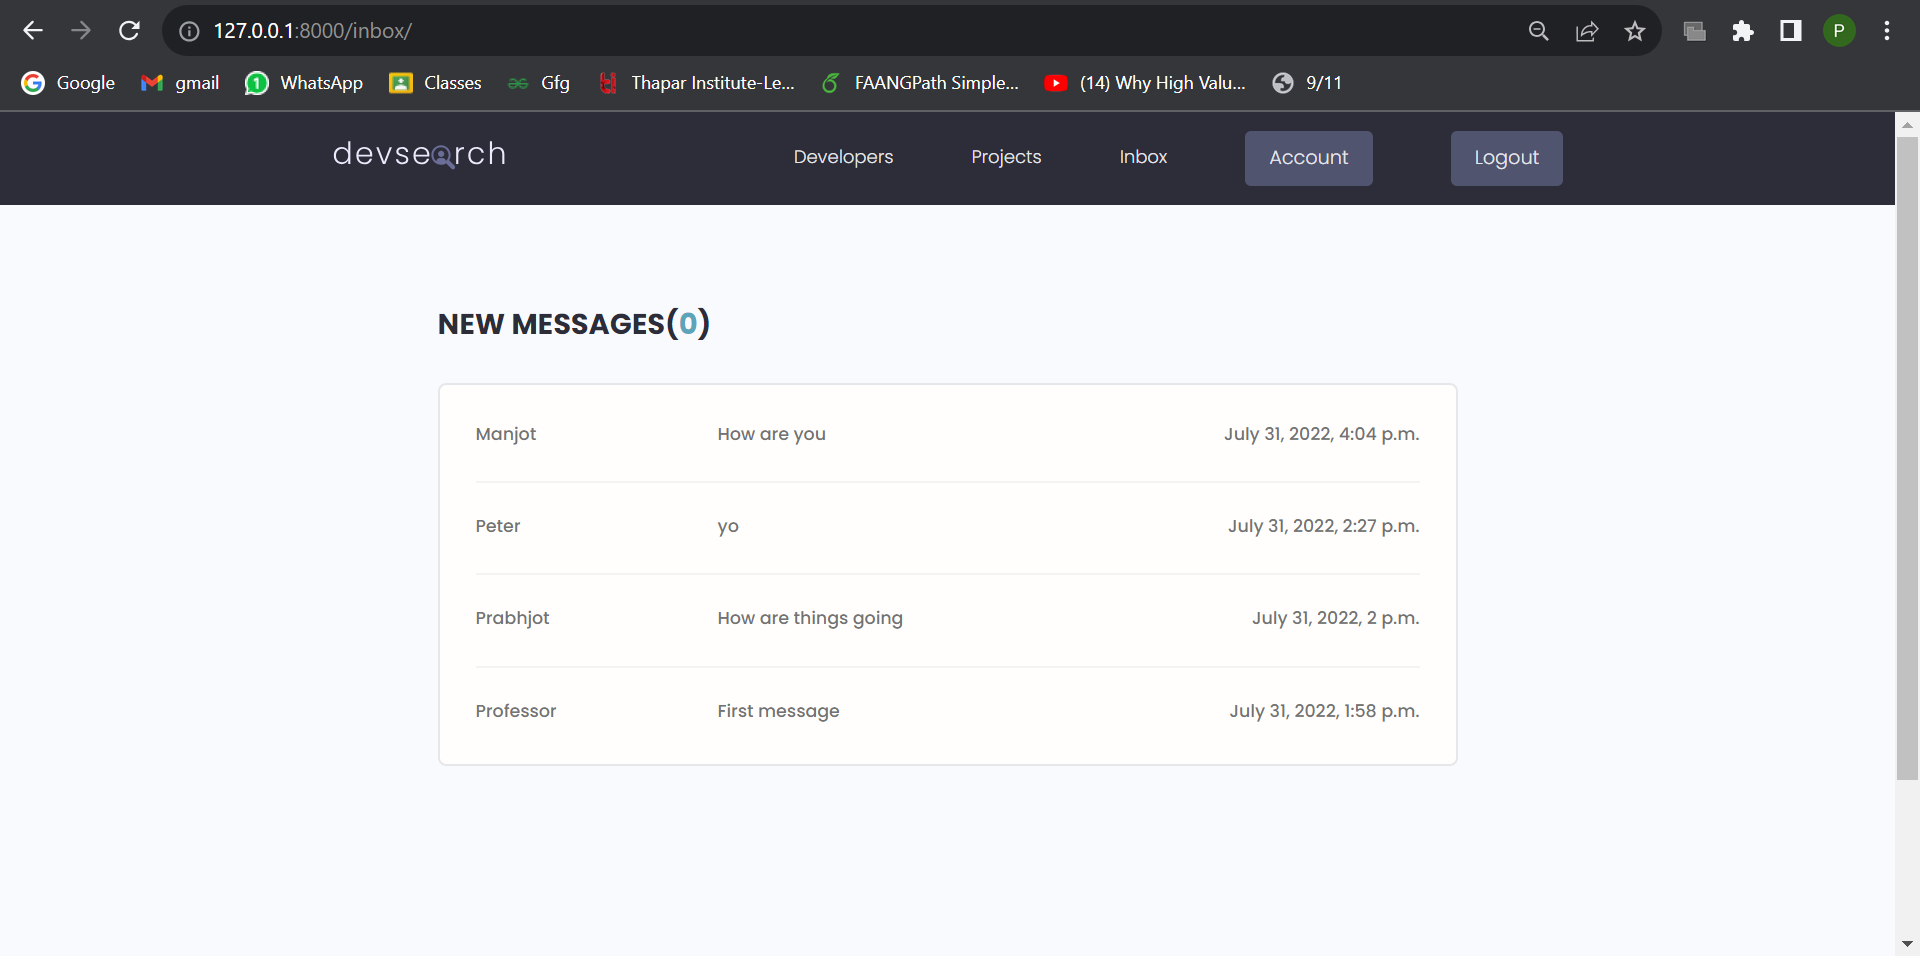 127.0.0.1:8000/inbox/
P
Google gmail WhatsApp Classes Gfg Thapar Institute-Le... FAANGPath Simple... (14) Why High Valu... 9/11
devsearch Developers Projects Inbox Account Logout
NEW MESSAGES(0)
Manjot How are you July 31, 2022, 4:04 p.m.
Peter yo July 31, 2022, 2:27 p.m.
Prabhjot How are things going July 31, 2022, 2 p.m.
Professor First message July 31, 2022, 1:58 p.m.